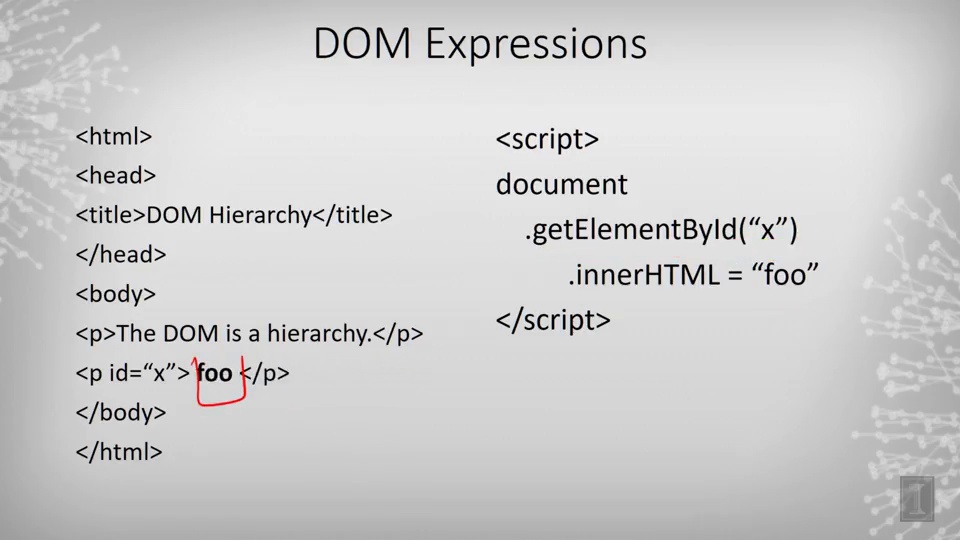 DOM Expressions
<html>
<head>
<title>DOM Hierarchy</title>
</head>
<body>
<p>The DOM is a hierarchy.</p>
<p id=“x”> foo </p>
</body>
</html>
<script>
document
.getElementById(“x”)
.innerHTML = “foo”
</script>
I